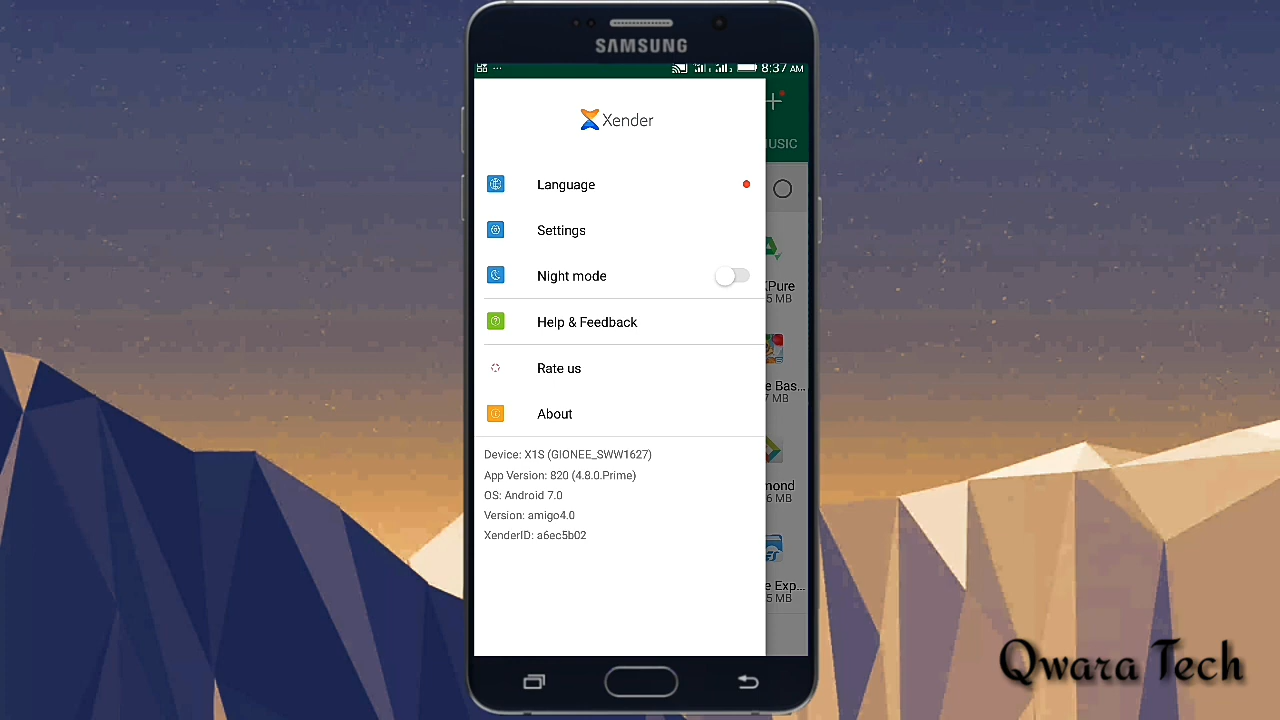 SAMSUNG
8:37 AM
Xender
USIC
Language
Settings
Night mode
Pure
5 MB
Help & Feedback
Rate us
e Bas...
7 MB
About
Device: X1S (GIONEE_SWW1627)
App Version: 820 (4.8.0.Prime)
OS: Android 7.0
mond
6 MB
Version: amigo4.0
XenderID: a6ec5b02
e Exp...
5 MB
Qwara Tech